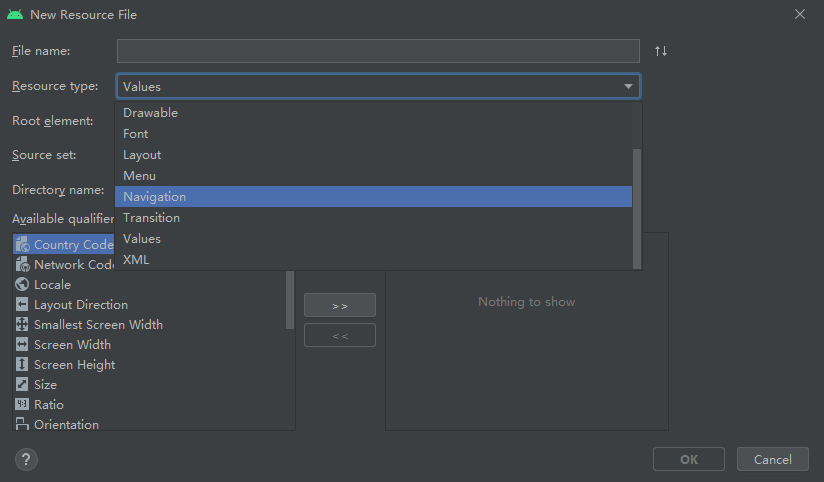 New Resource File
File name:
Resource type: Values
Drawable
Root element:
Font
Source set:
Layout
Menu
Directory name:
Navigation
Transition
Available qualifier
Values
XML
Country Code
Network Cod
Locale
Layout Direction
Smallest Screen Width
Screen Width
Screen Height
Size
Ratio
Orientation
>>
<<
Nothing to show
?
OK
Cancel